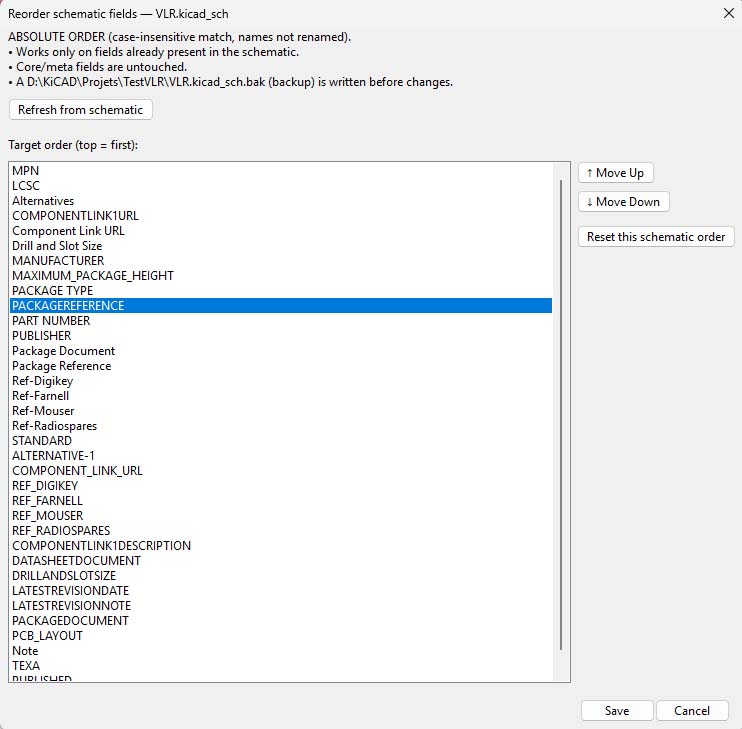 Reorder schematic fields — VLR.kicad_sch
ABSOLUTE ORDER (case-insensitive match, names not renamed).
• Works only on fields already present in the schematic.
• Core/meta fields are untouched.
• A D:\KiCAD\Projets\TestVLR\VLR.kicad_sch.bak (backup) is written before changes.
Refresh from schematic
Target order (top = first):
MPN
LCSC
Alternatives
COMPONENTLINK1URL
Component Link URL
Drill and Slot Size
MANUFACTURER
MAXIMUM_PACKAGE_HEIGHT
PACKAGE TYPE
PACKAGEREFERENCE
PART NUMBER
PUBLISHER
Package Document
Package Reference
Ref-Digikey
Ref-Farnell
Ref-Mouser
Ref-Radiospares
STANDARD
ALTERNATIVE-1
COMPONENT_LINK_URL
REF_DIGIKEY
REF_FARNELL
REF_MOUSER
REF_RADIOSPARES
COMPONENTLINK1DESCRIPTION
DATASHEETDOCUMENT
DRILLANDSLOTSIZE
LATESTREVISIONDATE
LATESTREVISIONNOTE
PACKAGEDOCUMENT
PCB_LAYOUT
Note
TEXA
PUBLISHED
↑ Move Up
↓ Move Down
Reset this schematic order
Save
Cancel